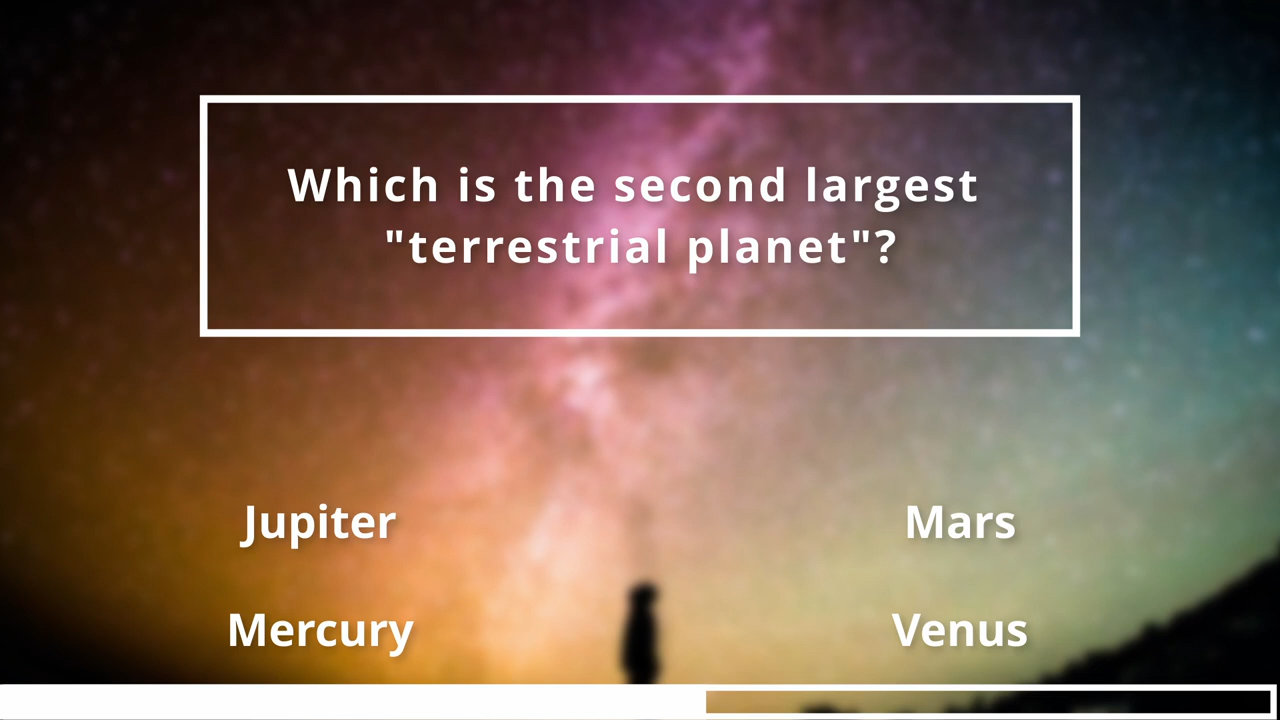 Which is the second largest
"terrestrial planet"?
Jupiter
Mars
Mercury
Venus